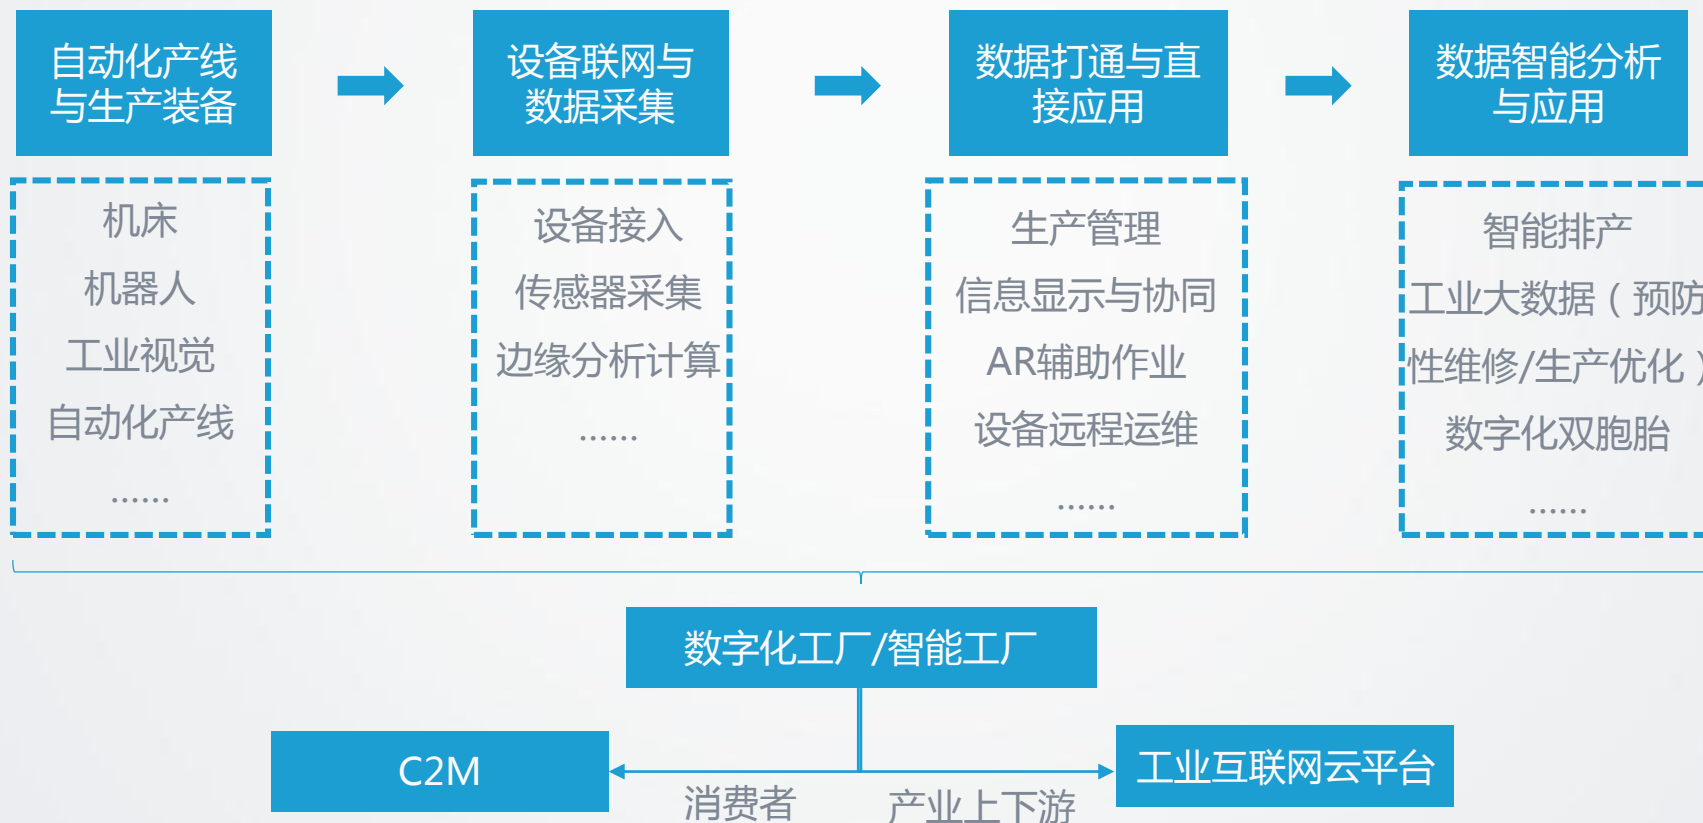 自动化产线
与生产装备
设备联网与
数据采集
数据打通与直
接应用
数据智能分析
与应用
机床
机器人
工业视觉
自动化产线
......
设备接入
传感器采集
边缘分析计算
......
生产管理
信息显示与协同
AR辅助作业
设备远程运维
......
智能排产
工业大数据（预防
性维修/生产优化）
数字化双胞胎
......
数字化工厂/智能工厂
C2M
工业互联网云平台
消费者
产业上下游